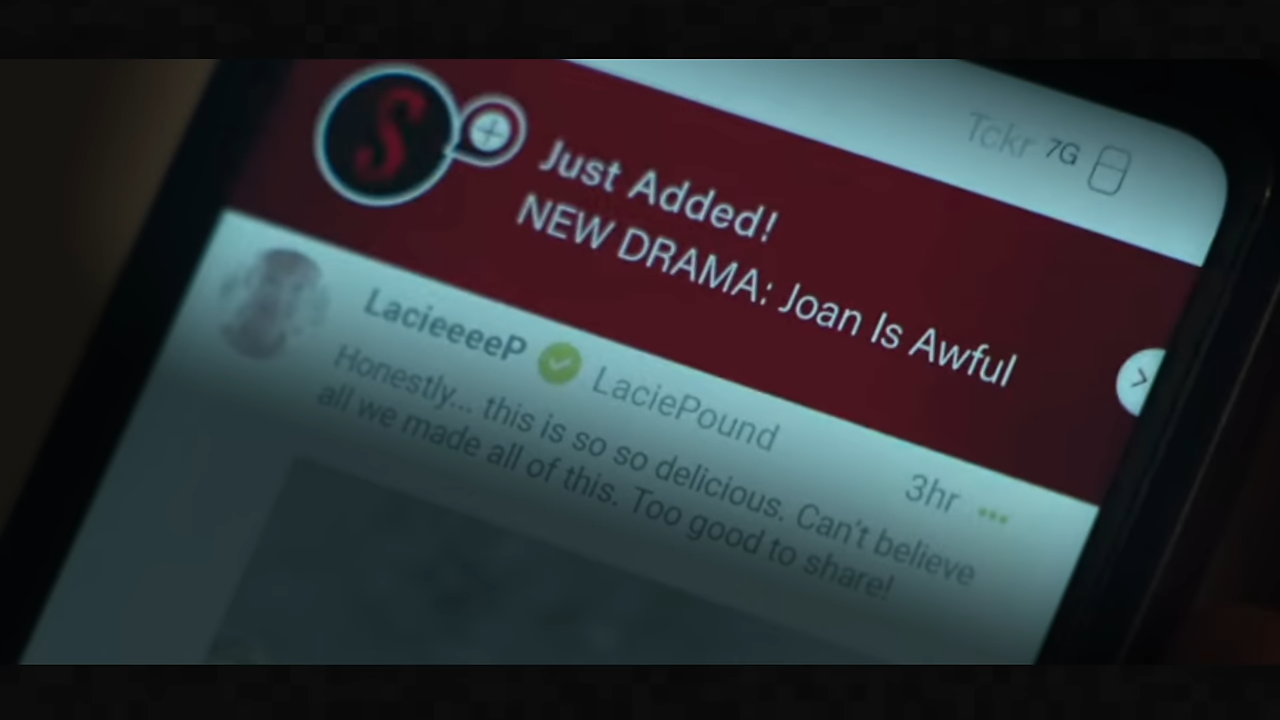 Tckr 7G
S
Just Added!
NEW DRAMA: Joan Is Awful
LacieeeeP LaciePound 3hr
Honestly... this is so so delicious. Can't believe
all we made all of this. Too good to share!